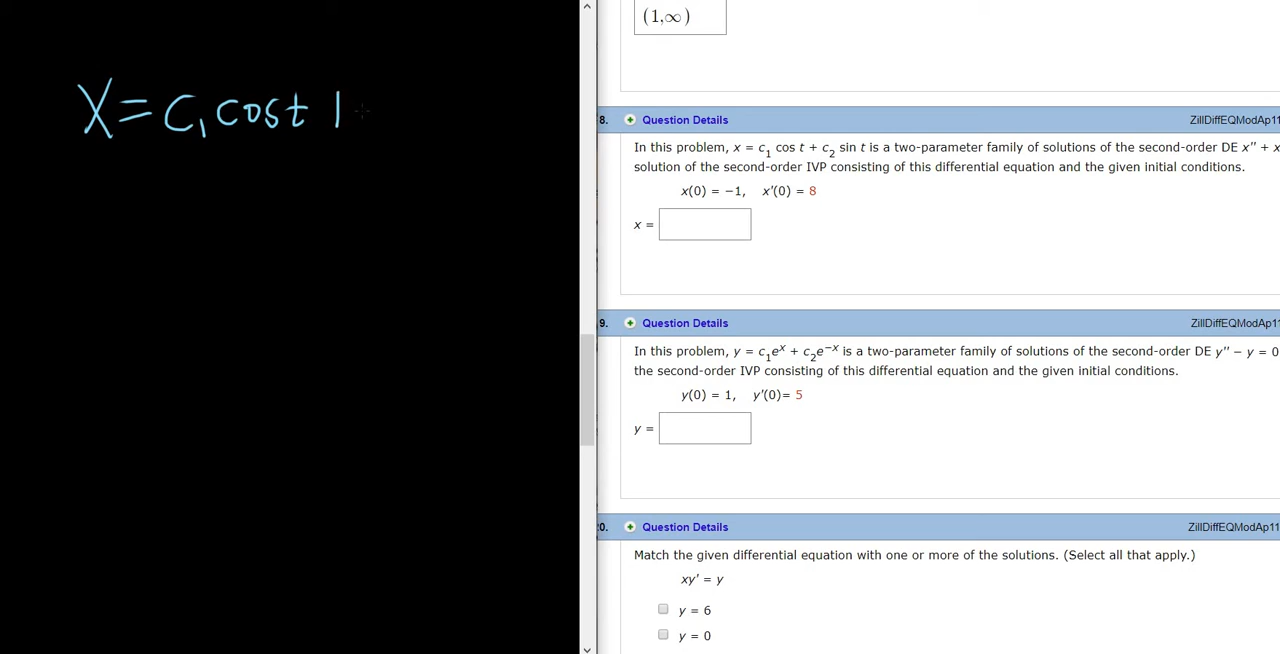 (1,∞)
X = C₁ cost |
8. Question Details ZillDiffEQModAp11
In this problem, x = c₁ cos t + c₂ sin t is a two-parameter family of solutions of the second-order DE x'' + x
solution of the second-order IVP consisting of this differential equation and the given initial conditions.
x(0) = −1, x'(0) = 8
x =
9. Question Details ZillDiffEQModAp11
In this problem, y = c₁eˣ + c₂e⁻ˣ is a two-parameter family of solutions of the second-order DE y'' − y = 0
the second-order IVP consisting of this differential equation and the given initial conditions.
y(0) = 1, y'(0)= 5
y =
0. Question Details ZillDiffEQModAp11
Match the given differential equation with one or more of the solutions. (Select all that apply.)
xy' = y
y = 6
y = 0